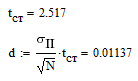 t_ст = 2.517
d := σ_П / √N · t_ст = 0.01137